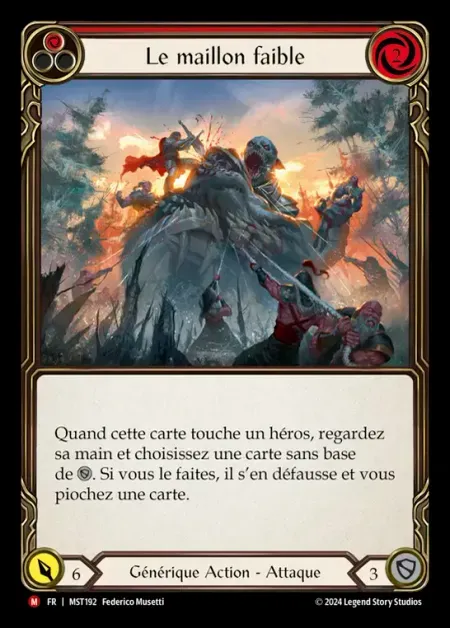 Le maillon faible
2
Quand cette carte touche un héros, regardez
sa main et choisissez une carte sans base
de . Si vous le faites, il s'en défausse et vous
piochez une carte.
6
Générique Action - Attaque
3
M FR | MST192 Federico Musetti
© 2024 Legend Story Studios